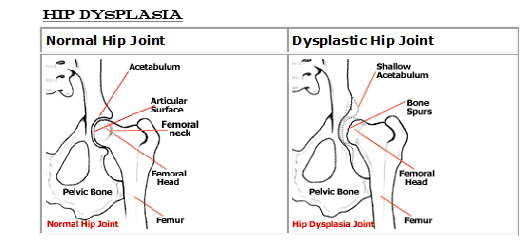 HIP DYSPLASIA
Normal Hip Joint
Acetabulum
Articular
Surface
Femoral
neck
Femoral
Head
Pelvic Bone
Femur
Normal Hip Joint
Dysplastic Hip Joint
Shallow
Acetabulum
Bone
Spurs
Femoral
Head
Pelvic Bone
Femur
Hip Dysplasia Joint